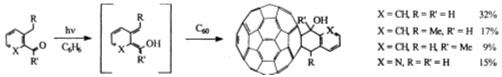 R
X
O
R'
hν
C₆H₆
R
X
OH
R'
C₆₀
R'
OH
X
R
X = CH, R = R' = H 32%
X = CH, R = Me, R' = H 17%
X = CH, R = H, R' = Me 9%
X = N, R = R' = H 15%